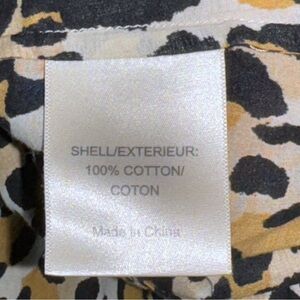 SHELL/EXTERIEUR:
100% COTTON/
COTON
Made in China